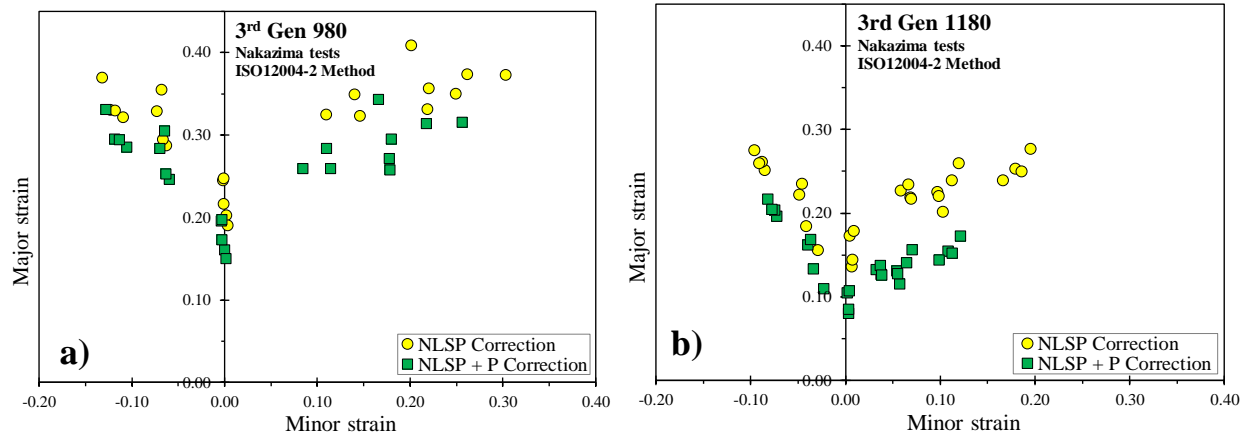 3rd Gen 980
Nakazima tests
ISO12004-2 Method
0.40
0.30
0.20
0.10
0.00
Major strain
a)
NLSP Correction
NLSP + P Correction
-0.20
-0.10
0.00
0.10
0.20
0.30
0.40
Minor strain
3rd Gen 1180
Nakazima tests
ISO12004-2 Method
0.40
0.30
0.20
0.10
0.00
Major strain
b)
NLSP Correction
NLSP + P Correction
-0.20
-0.10
0.00
0.10
0.20
0.30
0.40
Minor strain